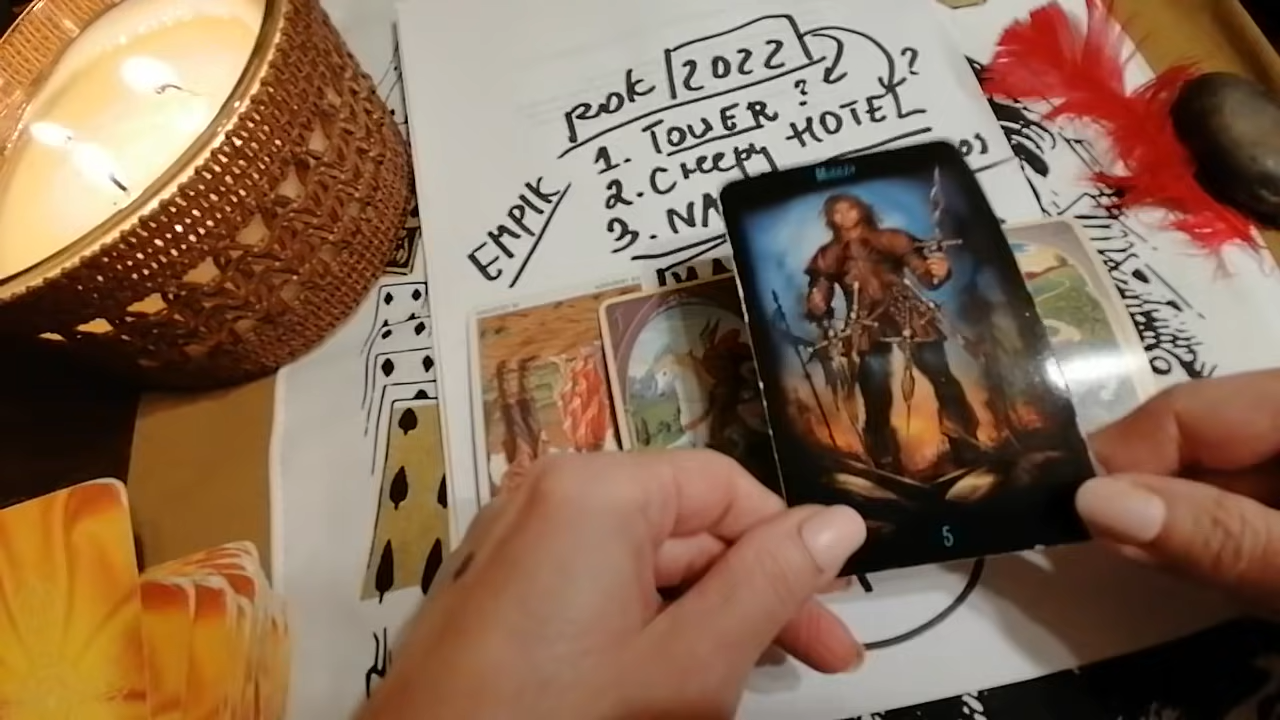 rok 2022
1. TOWER ? ?
2. Creepy HOTEL
3. NA
EMPIK
5